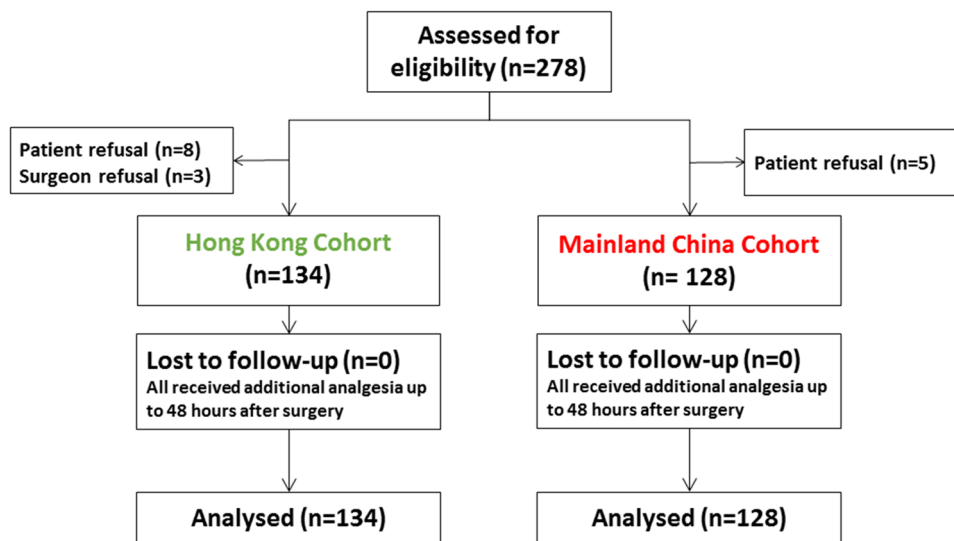 Assessed for
eligibility (n=278)
Patient refusal (n=8)
Surgeon refusal (n=3)
Patient refusal (n=5)
Hong Kong Cohort
(n=134)
Mainland China Cohort
(n= 128)
Lost to follow-up (n=0)
All received additional analgesia up
to 48 hours after surgery
Lost to follow-up (n=0)
All received additional analgesia up
to 48 hours after surgery
Analysed (n=134)
Analysed (n=128)